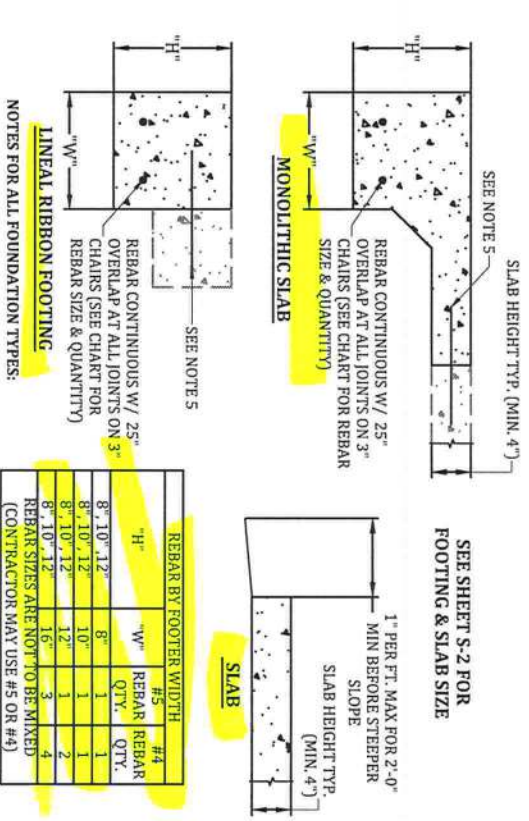 SLAB HEIGHT TYP. (MIN. 4")
SEE NOTE 5
"H"
"W"
REBAR CONTINUOUS W/ 25"
OVERLAP AT ALL JOINTS ON 3"
CHAIRS (SEE CHART FOR REBAR
SIZE & QUANTITY)
MONOLITHIC SLAB
SEE SHEET S-2 FOR
FOOTING & SLAB SIZE
1" PER FT. MAX FOR 2'-0"
MIN BEFORE STEEPER
SLOPE
SLAB HEIGHT TYP.
(MIN. 4")
SLAB
"H"
"W"
SEE NOTE 5
REBAR CONTINUOUS W/ 25"
OVERLAP AT ALL JOINTS ON 3"
CHAIRS (SEE CHART FOR
REBAR SIZE & QUANTITY)
LINEAL RIBBON FOOTING
REBAR BY FOOTER WIDTH
"H" "W" #5 REBAR QTY. #4 REBAR QTY.
8", 10", 12" 8" 1 1
8", 10", 12" 10" 1 1
8", 10", 12" 12" 1 2
8", 10", 12" 16" 3 4
REBAR SIZES ARE NOT TO BE MIXED
(CONTRACTOR MAY USE #5 OR #4)
NOTES FOR ALL FOUNDATION TYPES: